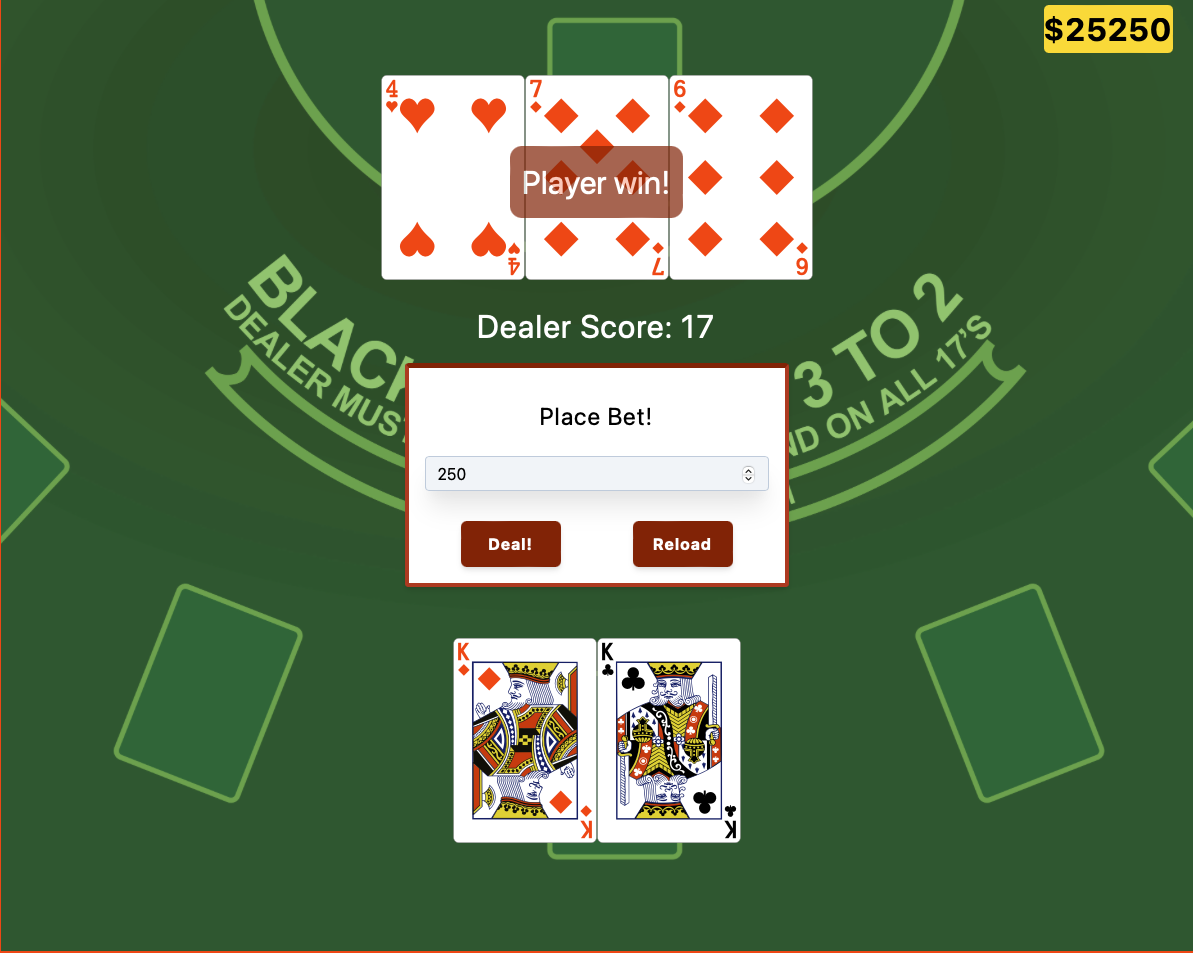 $25250
4
7
6
Player win!
4
7
6
Dealer Score: 17
BLACK
3 TO 2
DEALER MUST
ND ON ALL 17'S
Place Bet!
250
Deal!
Reload
K
K
K
K